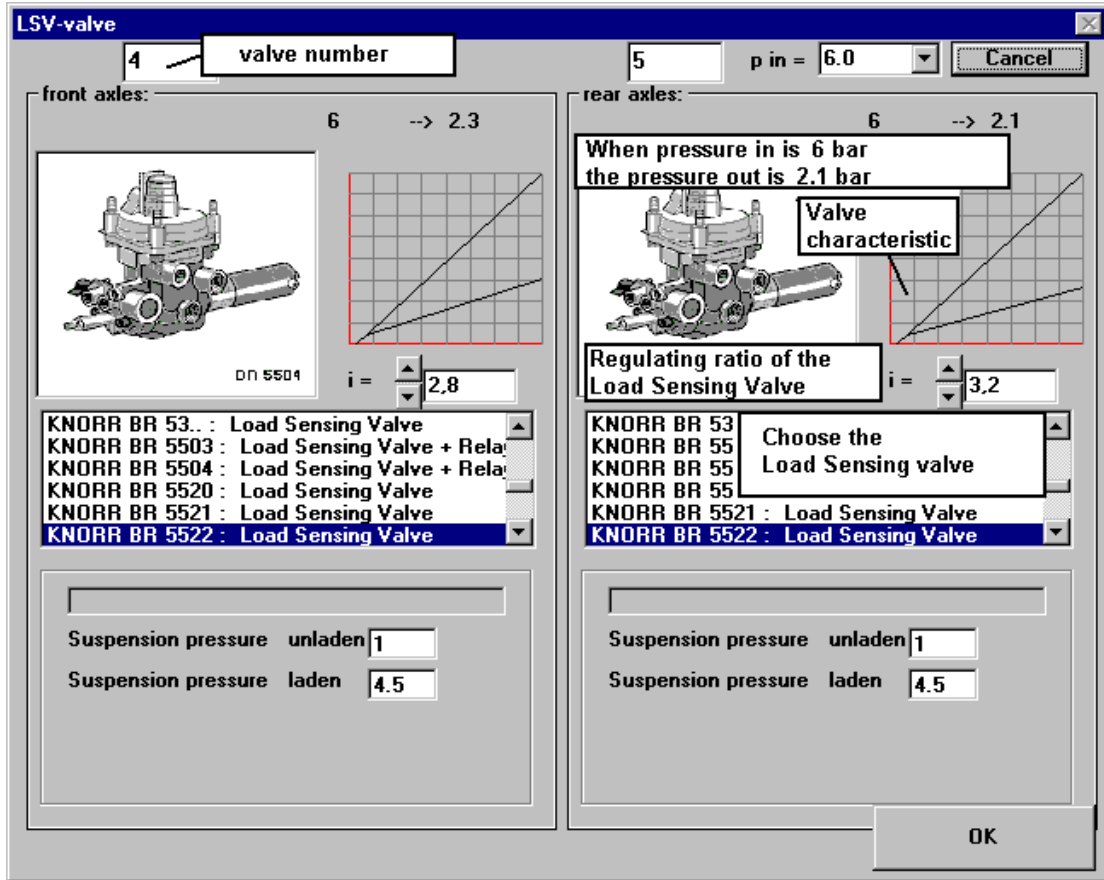 LSV-valve
4
valve number
5
p in =
6.0
Cancel
front axles:
6 --> 2.3
DN 5504
i =
2,8
KNORR BR 53.. : Load Sensing Valve
KNORR BR 5503 : Load Sensing Valve + Rela
KNORR BR 5504 : Load Sensing Valve + Rela
KNORR BR 5520 : Load Sensing Valve
KNORR BR 5521 : Load Sensing Valve
KNORR BR 5522 : Load Sensing Valve
Suspension pressure unladen 1
Suspension pressure laden 4.5
rear axles:
6 --> 2.1
When pressure in is 6 bar
the pressure out is 2.1 bar
Valve
characteristic
Regulating ratio of the
Load Sensing Valve
i =
3,2
KNORR BR 53
KNORR BR 55
KNORR BR 55
KNORR BR 55
Choose the
Load Sensing valve
KNORR BR 5521 : Load Sensing Valve
KNORR BR 5522 : Load Sensing Valve
Suspension pressure unladen 1
Suspension pressure laden 4.5
OK